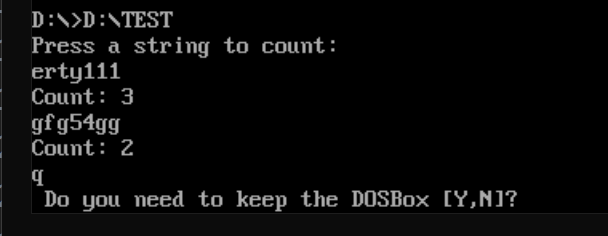 D:\>D:\TEST
Press a string to count:
erty111
Count: 3
gfg54gg
Count: 2
q
Do you need to keep the DOSBox [Y,N]?